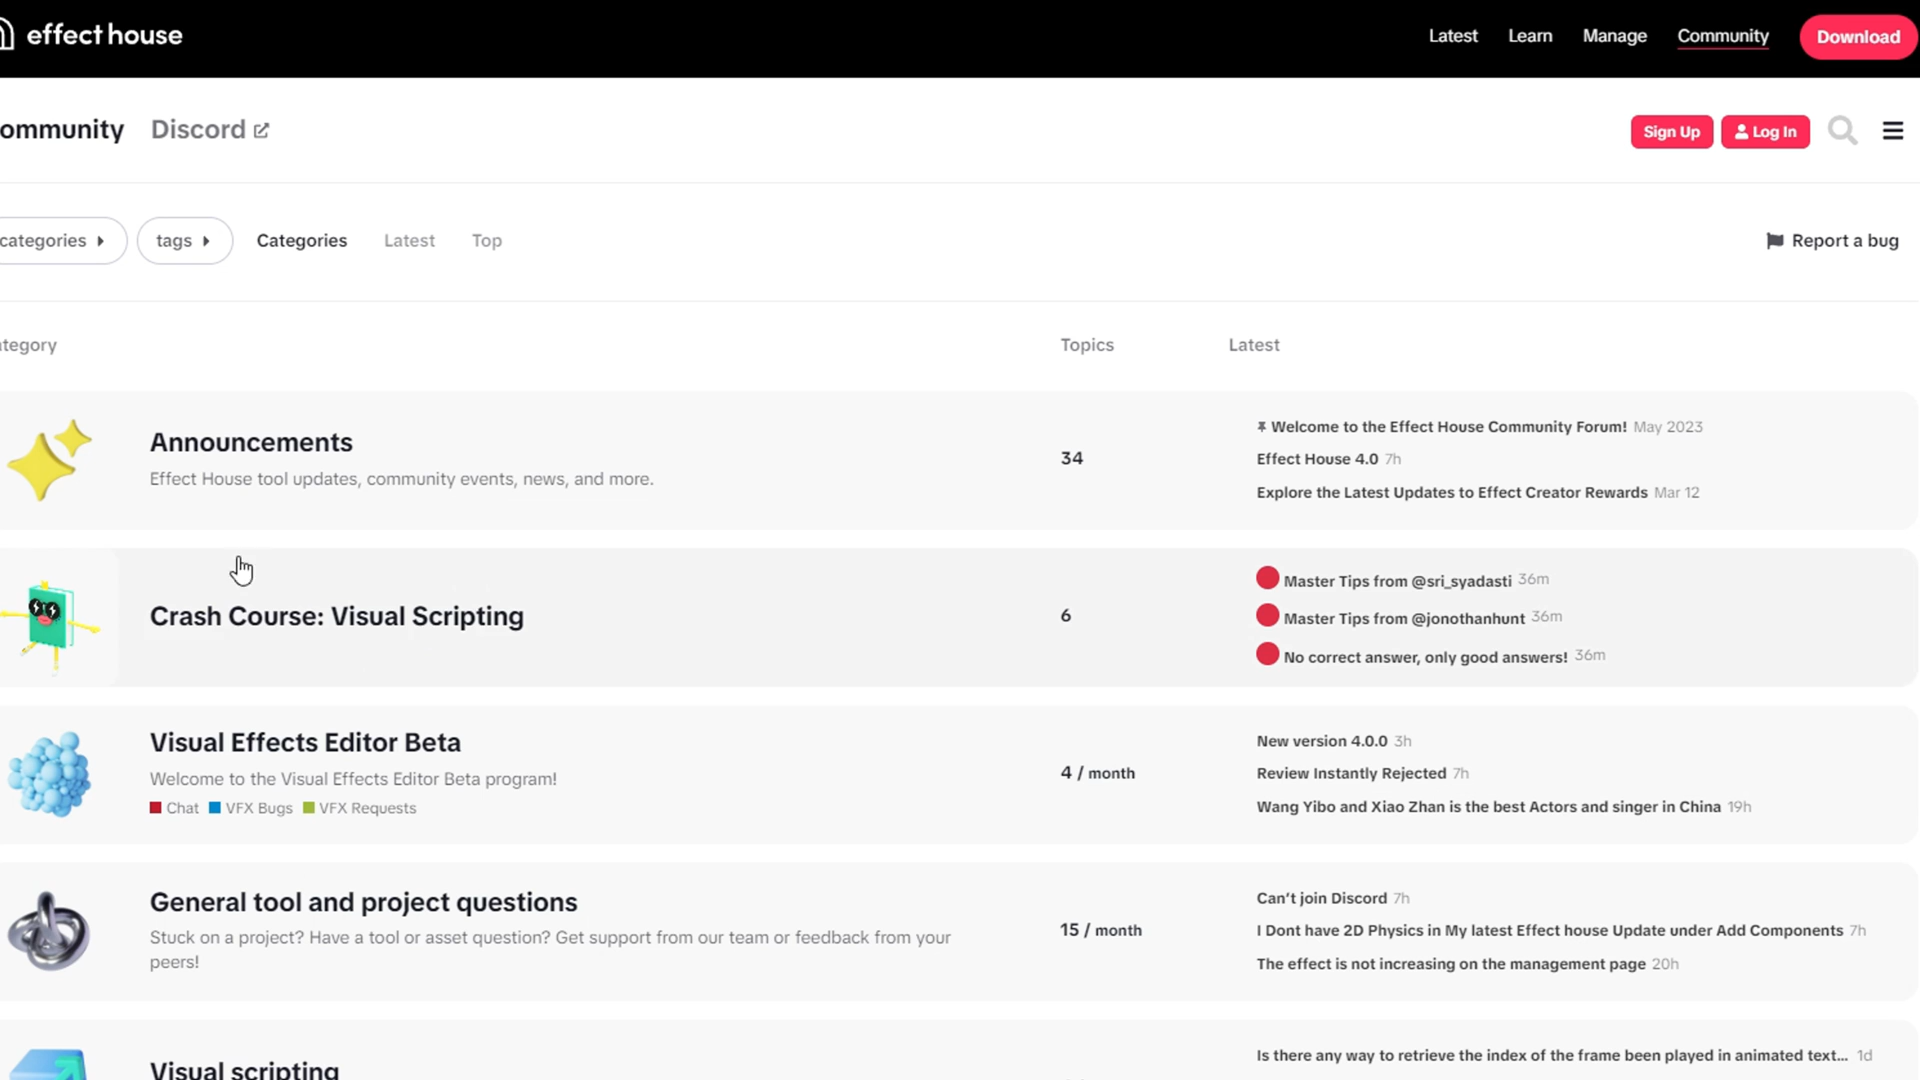 effect house
Latest Learn Manage Community Download
ommunity Discord
Sign Up Log In
categories tags Categories Latest Top Report a bug
tegory Topics Latest
Announcements
Effect House tool updates, community events, news, and more.
34
Welcome to the Effect House Community Forum! May 2023
Effect House 4.0 7h
Explore the Latest Updates to Effect Creator Rewards Mar 12
Crash Course: Visual Scripting
6
Master Tips from @sri_syadasti 36m
Master Tips from @jonothanhunt 36m
No correct answer, only good answers! 36m
Visual Effects Editor Beta
Welcome to the Visual Effects Editor Beta program!
Chat VFX Bugs VFX Requests
4 / month
New version 4.0.0 3h
Review Instantly Rejected 7h
Wang Yibo and Xiao Zhan is the best Actors and singer in China 19h
General tool and project questions
Stuck on a project? Have a tool or asset question? Get support from our team or feedback from your
peers!
15 / month
Can't join Discord 7h
I Dont have 2D Physics in My latest Effect house Update under Add Components 7h
The effect is not increasing on the management page 20h
Visual scripting
Is there any way to retrieve the index of the frame been played in animated text... 1d